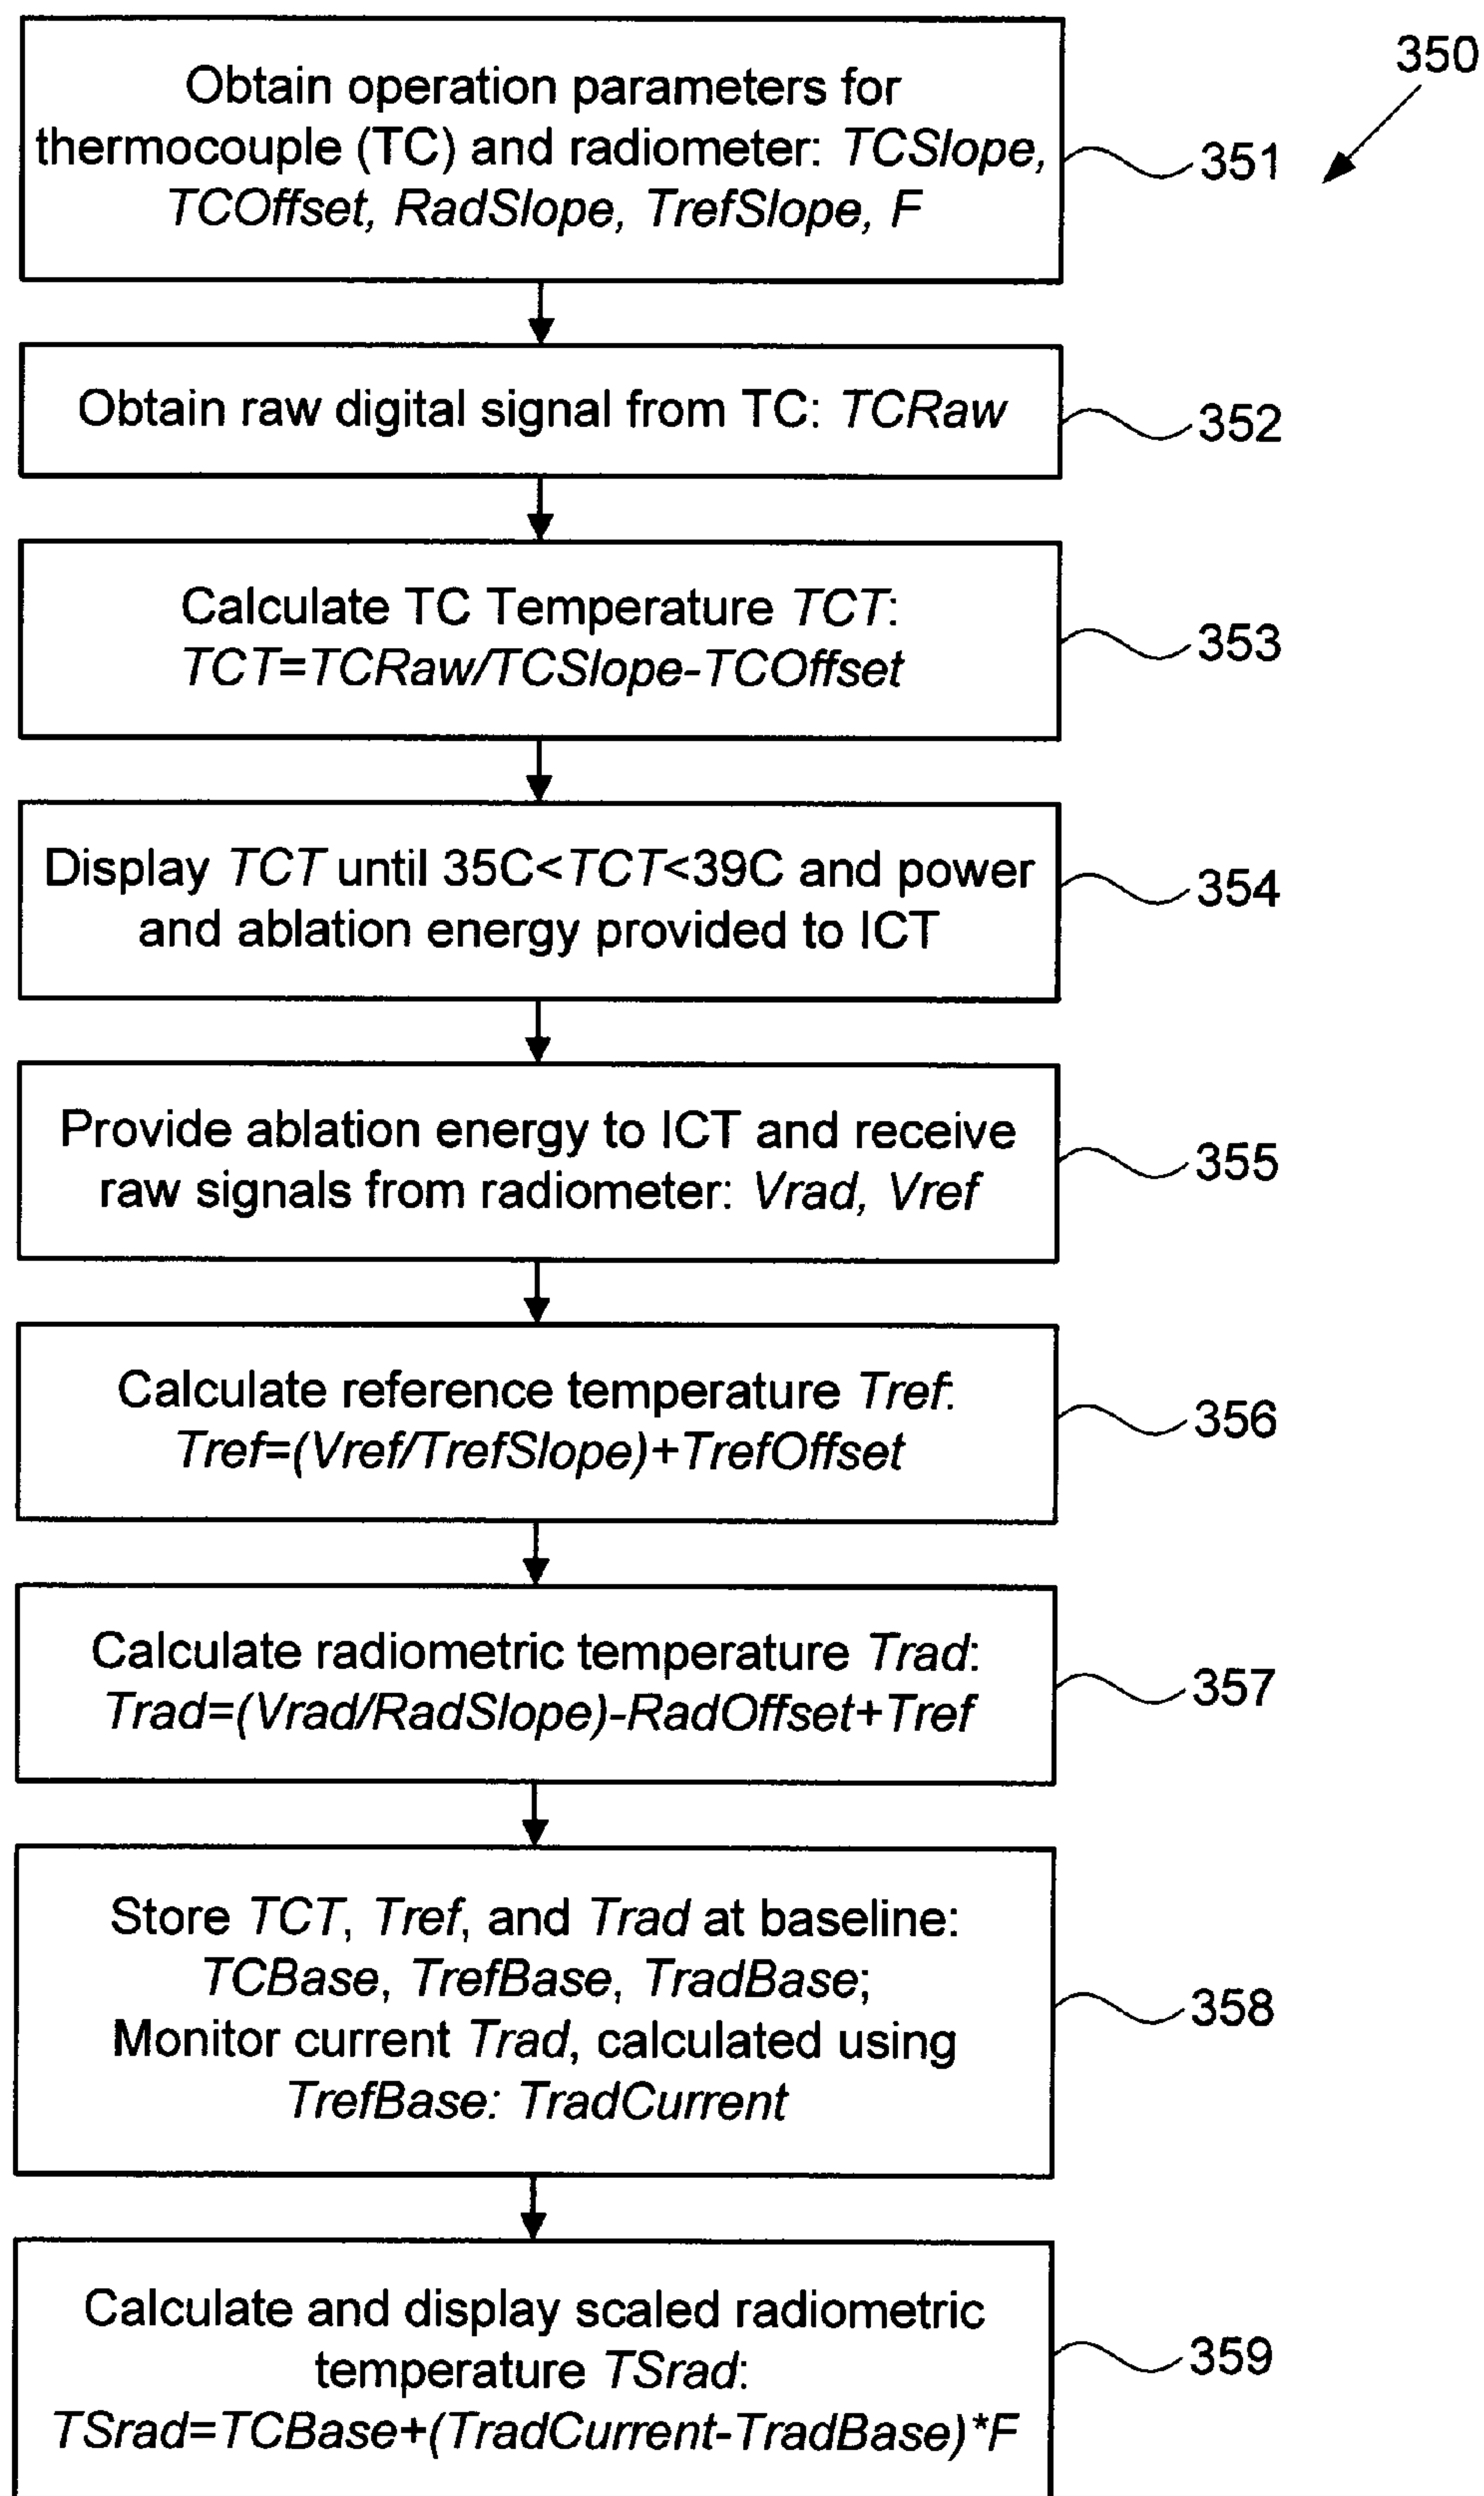 350
Obtain operation parameters for
thermocouple (TC) and radiometer: TCSlope,
TCOffset, RadSlope, TrefSlope, F
351
Obtain raw digital signal from TC: TCRaw
352
Calculate TC Temperature TCT:
TCT=TCRaw/TCSlope-TCOffset
353
Display TCT until 35C<TCT<39C and power
and ablation energy provided to ICT
354
Provide ablation energy to ICT and receive
raw signals from radiometer: Vrad, Vref
355
Calculate reference temperature Tref:
Tref=(Vref/TrefSlope)+TrefOffset
356
Calculate radiometric temperature Trad:
Trad=(Vrad/RadSlope)-RadOffset+Tref
357
Store TCT, Tref, and Trad at baseline:
TCBase, TrefBase, TradBase;
Monitor current Trad, calculated using
TrefBase: TradCurrent
358
Calculate and display scaled radiometric
temperature TSrad:
TSrad=TCBase+(TradCurrent-TradBase)*F
359